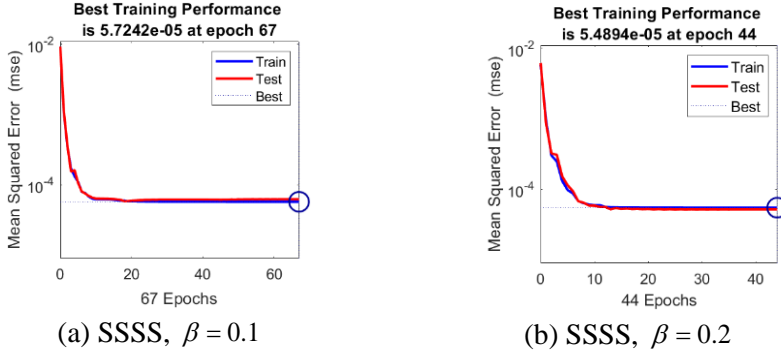 Best Training Performance
is 5.7242e-05 at epoch 67
Mean Squared Error (mse)
10^-2
10^-4
Train
Test
Best
0
20
40
60
67 Epochs
(a) SSSS, β = 0.1
Best Training Performance
is 5.4894e-05 at epoch 44
Mean Squared Error (mse)
10^-2
10^-4
Train
Test
Best
0
10
20
30
40
44 Epochs
(b) SSSS, β = 0.2